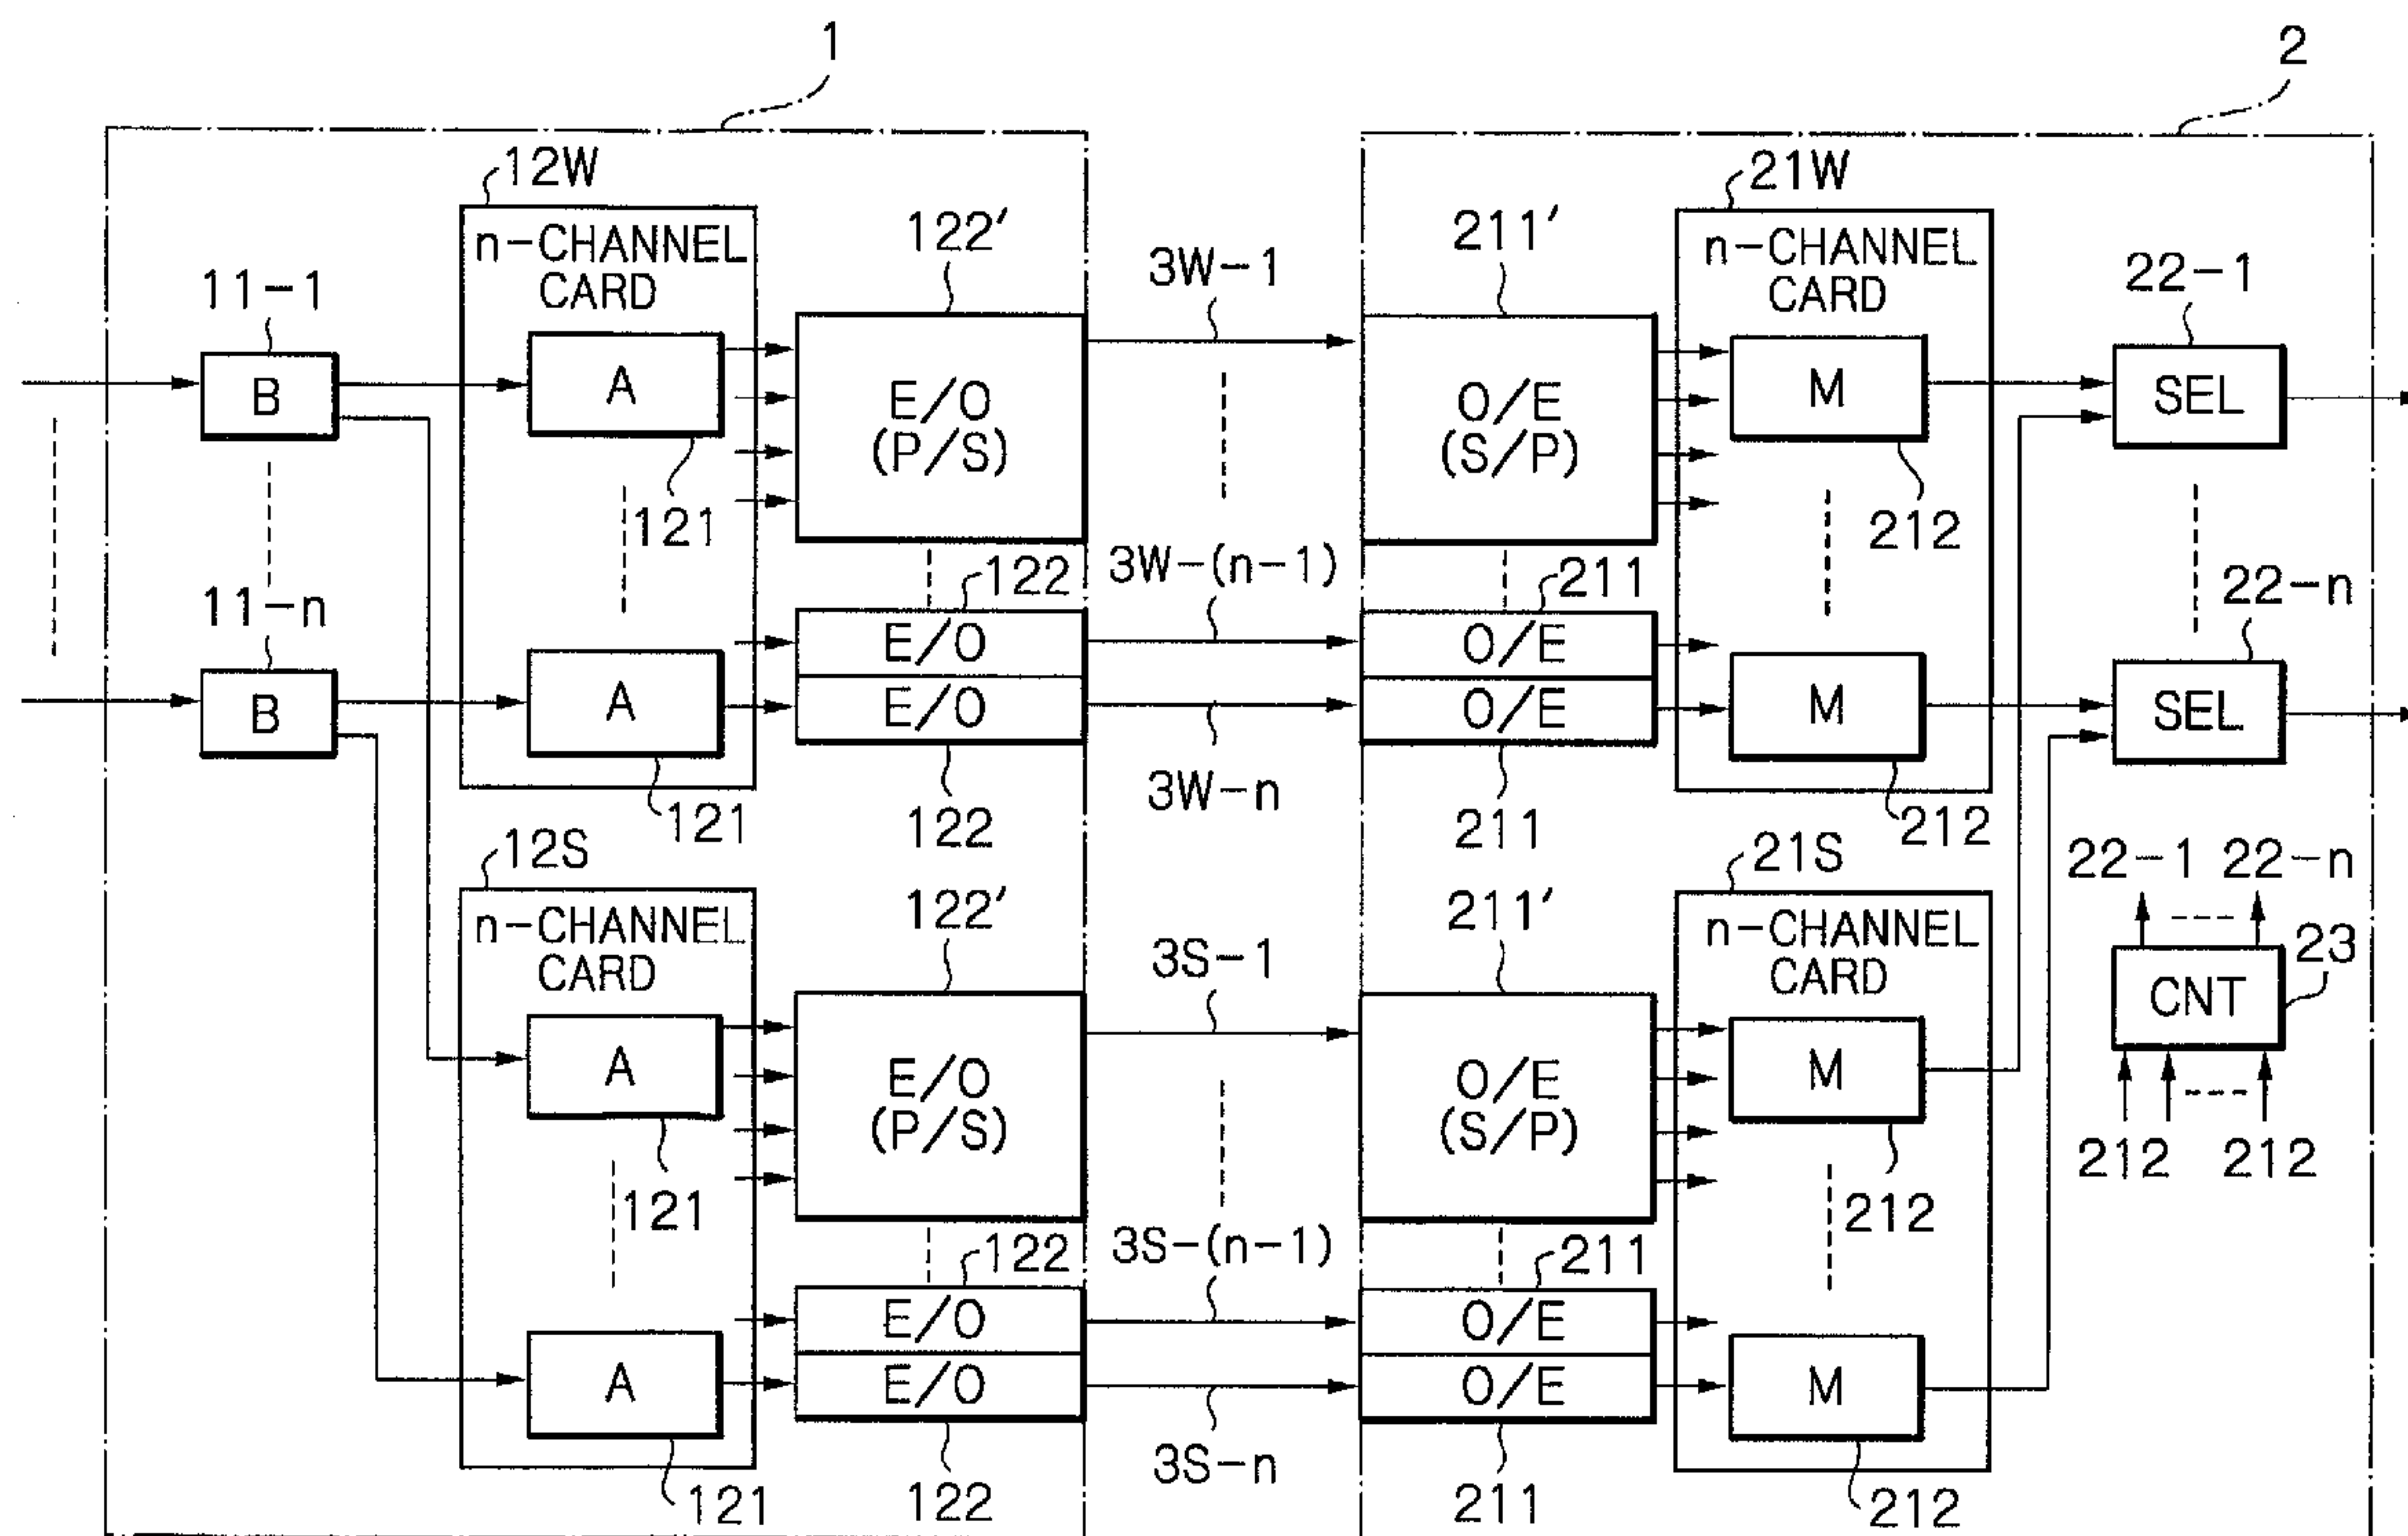 1
2
12W
21W
n-CHANNEL
CARD
122'
3W-1
211'
n-CHANNEL
CARD
22-1
11-1
B
A
E/O
(P/S)
O/E
(S/P)
M
SEL
121
212
11-n
122
3W-(n-1)
211
22-n
E/O
O/E
B
A
E/O
O/E
M
SEL
121
122
3W-n
211
212
12S
21S
22-1
22-n
n-CHANNEL
CARD
122'
3S-1
211'
n-CHANNEL
CARD
23
CNT
A
E/O
(P/S)
O/E
(S/P)
M
212
212
121
212
122
3S-(n-1)
211
E/O
O/E
A
E/O
O/E
M
121
122
3S-n
211
212